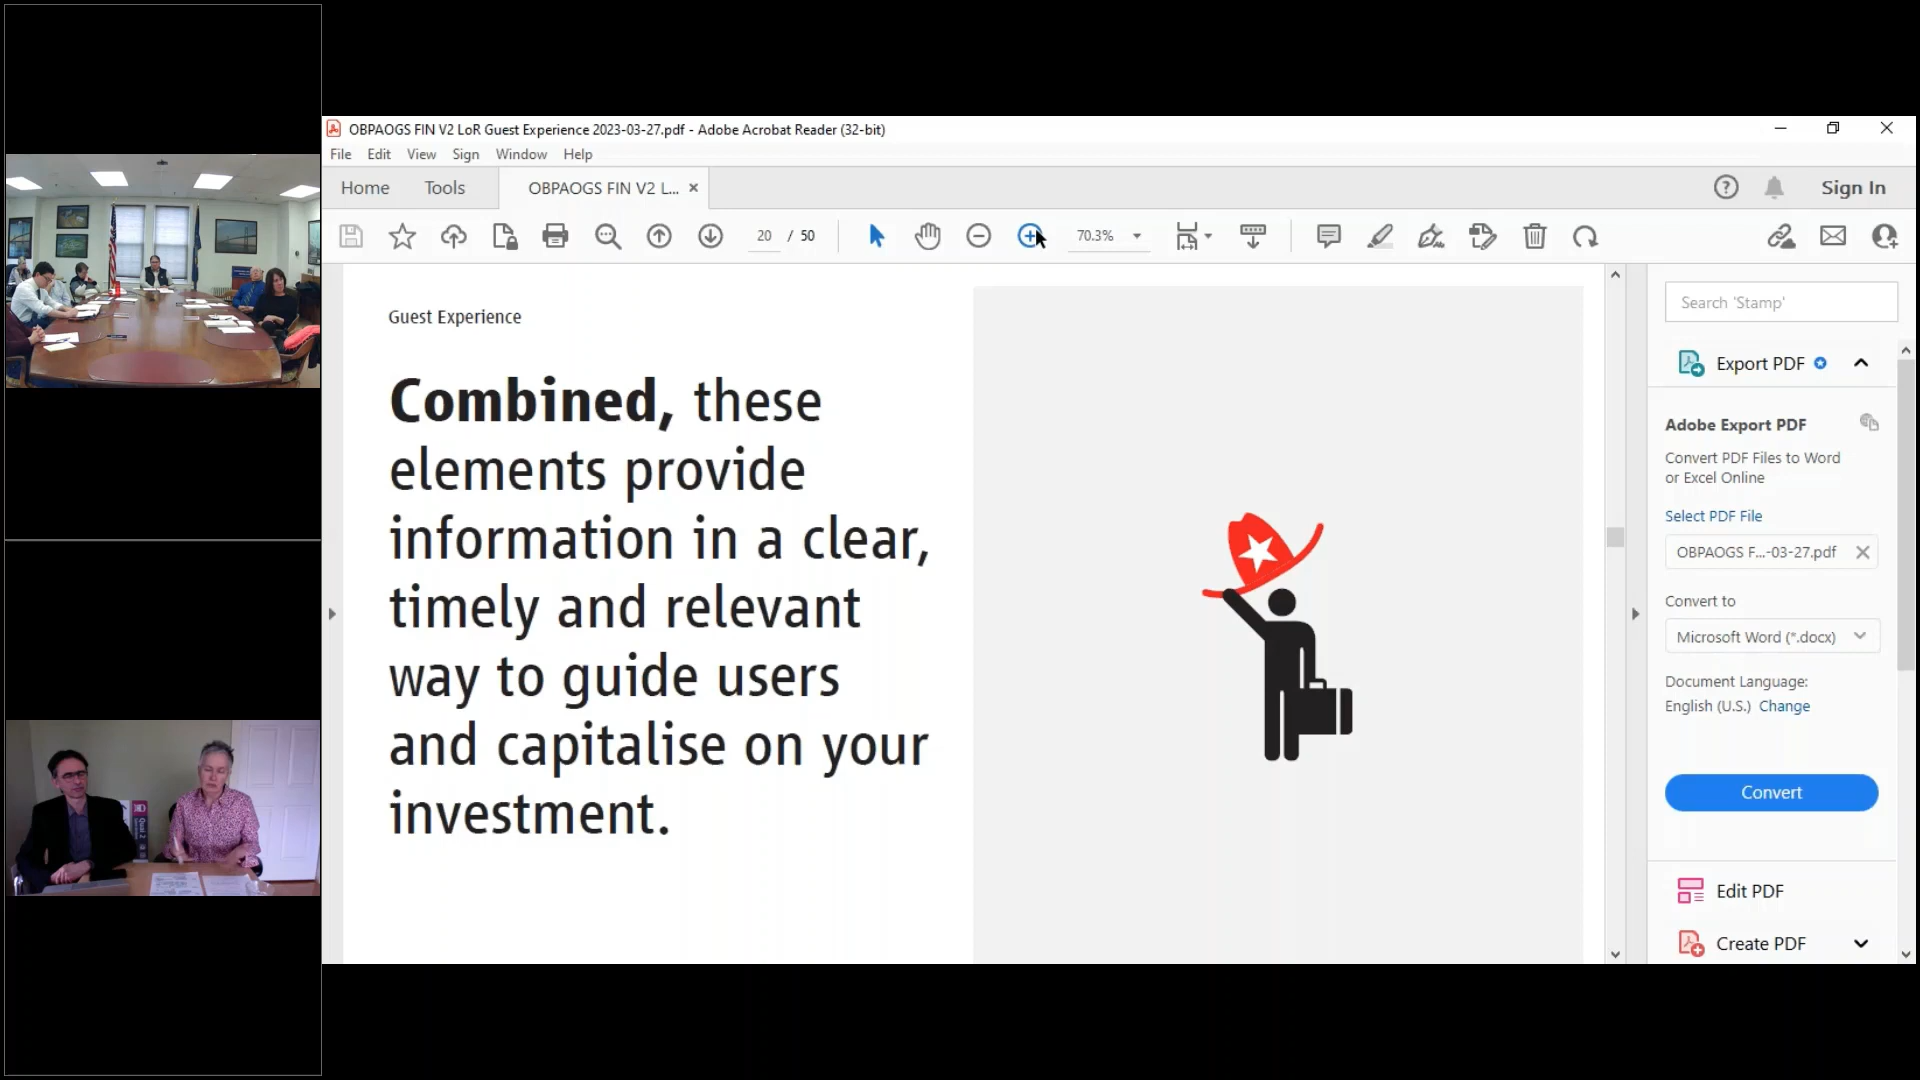 OBPAOGS FIN V2 LoR Guest Experience 2023-03-27.pdf - Adobe Acrobat Reader (32-bit)
File Edit View Sign Window Help
Home Tools OBPAOGS FIN V2 L... Sign In
20 / 50 70.3%
Guest Experience
Combined, these
elements provide
information in a clear,
timely and relevant
way to guide users
and capitalise on your
investment.
Search 'Stamp'
Export PDF
Adobe Export PDF
Convert PDF Files to Word
or Excel Online
Select PDF File
OBPAOGS F...-03-27.pdf
Convert to
Microsoft Word (*.docx)
Document Language:
English (U.S.) Change
Convert
Edit PDF
Create PDF